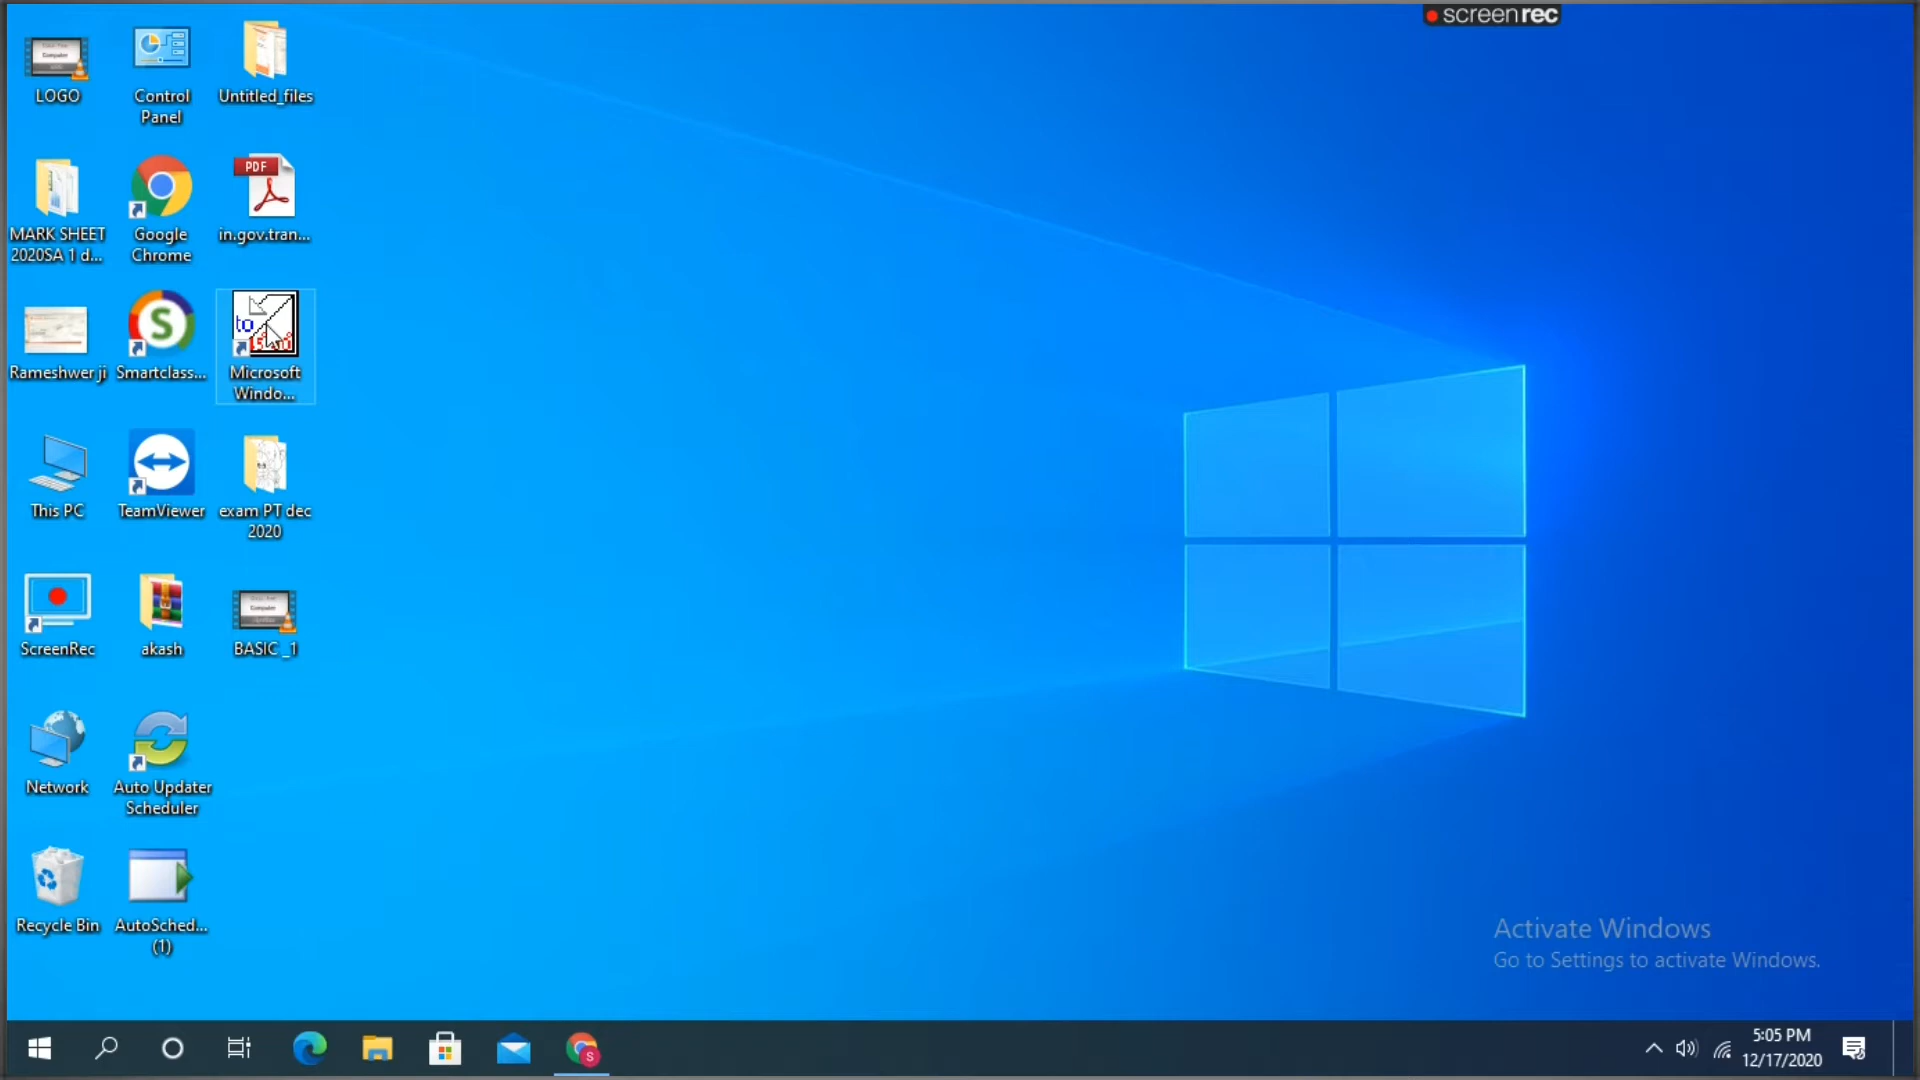 screenrec
LOGO
Control
Panel
Untitled_files
MARK SHEET
2020SA 1 d...
Google
Chrome
PDF
in.gov.tran...
Rameshwer ji
S
Smartclass...
to
Microsoft
Windo...
This PC
TeamViewer
exam PT dec
2020
ScreenRec
akash
Computer
BASIC _1
Network
Auto Updater
Scheduler
Recycle Bin
AutoSched...
(1)
Activate Windows
Go to Settings to activate Windows.
S
5:05 PM
12/17/2020